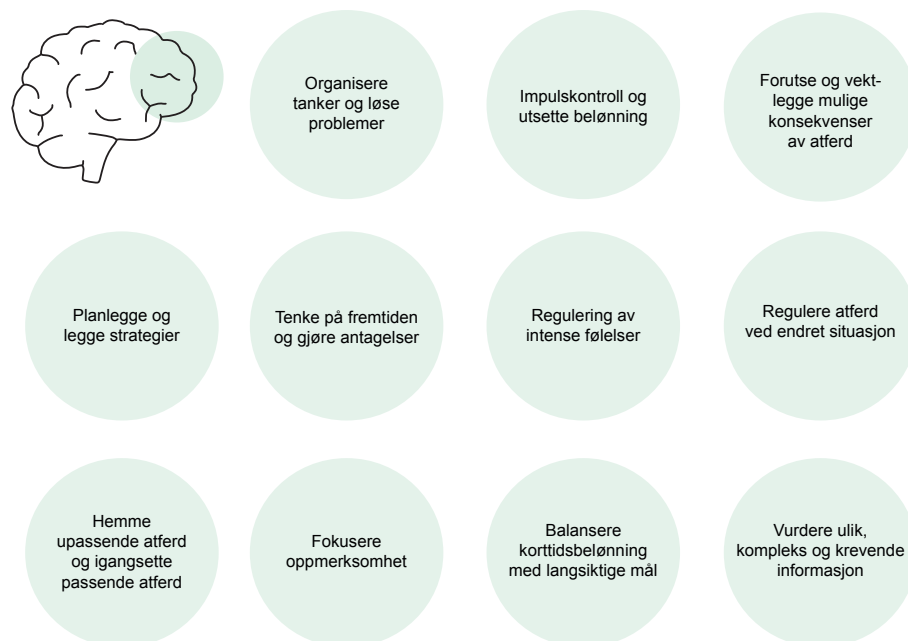 Organisere
tanker og løse
problemer
Impulskontroll og
utsette belønning
Forutse og vekt-
legge mulige
konsekvenser
av atferd
Planlegge og
legge strategier
Tenke på fremtiden
og gjøre antagelser
Regulering av
intense følelser
Regulere atferd
ved endret situasjon
Hemme
upassende atferd
og igangsette
passende atferd
Fokusere
oppmerksomhet
Balansere
korttidsbelønning
med langsiktige mål
Vurdere ulik,
kompleks og krevende
informasjon